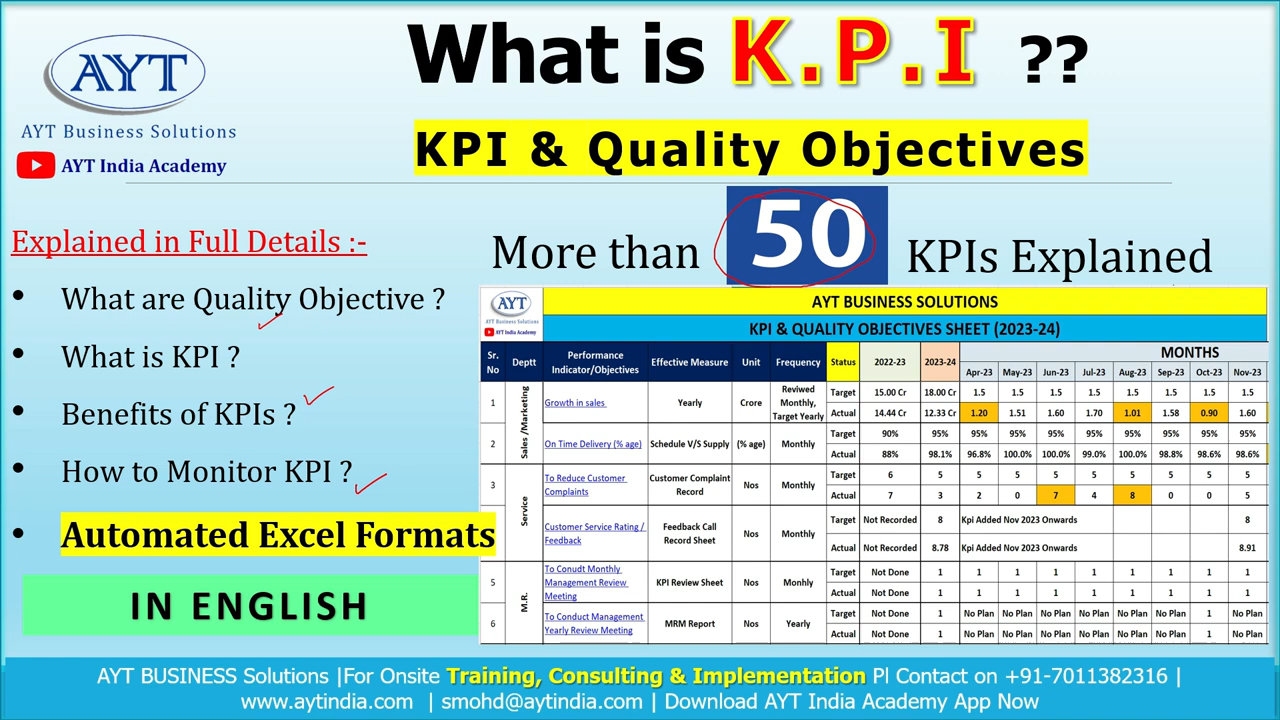 What is K.P.I ??
AYT
AYT Business Solutions
AYT India Academy
KPI & Quality Objectives
More than 50 KPIs Explained
Explained in Full Details :-
• What are Quality Objective ?
• What is KPI ?
• Benefits of KPIs ?
• How to Monitor KPI ?
• Automated Excel Formats
IN ENGLISH
AYT
AYT Business Solutions
AYT India Academy
AYT BUSINESS SOLUTIONS
KPI & QUALITY OBJECTIVES SHEET (2023-24)
Sr. No Deptt Performance Indicator/Objectives Effective Measure Unit Frequency Status 2022-23 2023-24 MONTHS
Apr-23 May-23 Jun-23 Jul-23 Aug-23 Sep-23 Oct-23 Nov-23
Sales /Marketing
1 Growth in sales Yearly Crore Reviwed Monthly, Target Yearly
Target 15.00 Cr 18.00 Cr 1.5 1.5 1.5 1.5 1.5 1.5 1.5 1.5
Actual 14.44 Cr 12.33 Cr 1.20 1.51 1.60 1.70 1.01 1.58 0.90 1.60
2 On Time Delivery (% age) Schedule V/S Supply (% age) Monthly
Target 90% 95% 95% 95% 95% 95% 95% 95% 95% 95%
Actual 88% 98.1% 96.8% 100.0% 100.0% 99.0% 100.0% 98.8% 98.6% 98.6%
Service
3 To Reduce Customer Complaints Customer Complaint Record Nos Monthly
Target 6 5 5 5 5 5 5 5 5 5
Actual 7 3 2 0 7 4 8 0 0 5
Customer Service Rating / Feedback Feedback Call Record Sheet Nos Monthly
Target Not Recorded 8 Kpi Added Nov 2023 Onwards 8
Actual Not Recorded 8.78 Kpi Added Nov 2023 Onwards 8.91
M.R.
5 To Conudt Monthly Management Review Meeting KPI Review Sheet Nos Monhly
Target Not Done 1 1 1 1 1 1 1 1 1
Actual Not Done 1 1 1 1 1 1 1 1 1
6 To Conduct Management Yearly Review Meeting MRM Report Nos Yearly
Target Not Done 1 No Plan No Plan No Plan No Plan No Plan No Plan 1 No Plan
Actual Not Done 1 No Plan No Plan No Plan No Plan No Plan No Plan 1 No Plan
AYT BUSINESS Solutions |For Onsite Training, Consulting & Implementation Pl Contact on +91-7011382316 |
www.aytindia.com | smohd@aytindia.com | Download AYT India Academy App Now